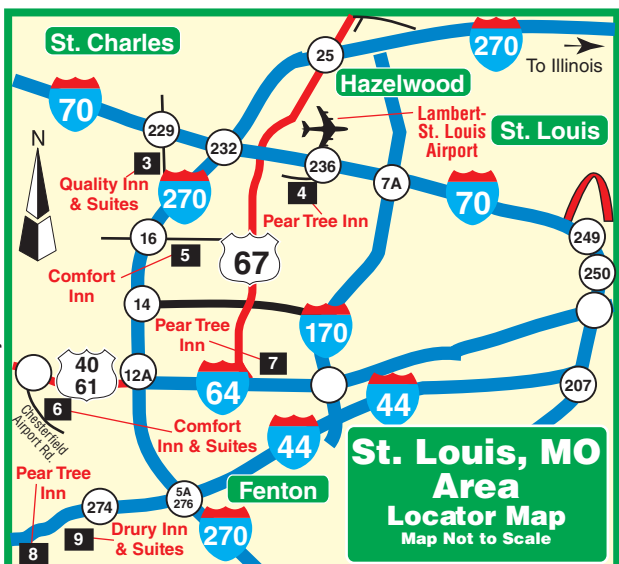 St. Charles
25
270
To Illinois
Hazelwood
70
Lambert-
St. Louis
Airport
St. Louis
229
232
236
7A
70
N
3
Quality Inn
& Suites
270
4
Pear Tree Inn
249
250
16
5
67
Comfort
Inn
14
170
Pear Tree
Inn
7
40
61
12A
64
44
207
6
Chesterfield
Airport Rd.
Comfort
Inn & Suites
44
St. Louis, MO
Area
Locator Map
Map Not to Scale
Pear Tree
Inn
Fenton
5A
276
274
8
9
Drury Inn
& Suites
270